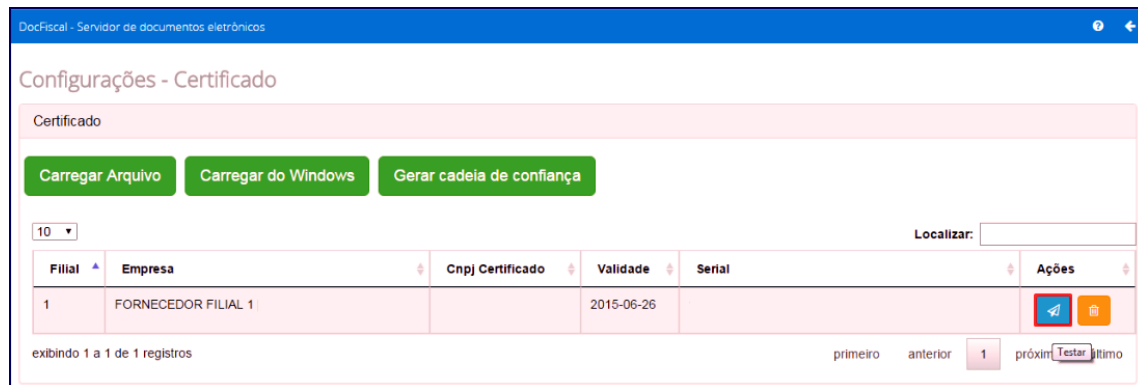 DocFiscal - Servidor de documentos eletrônicos
Configurações - Certificado
Certificado
Carregar Arquivo Carregar do Windows Gerar cadeia de confiança
10 Localizar:
Filial Empresa Cnpj Certificado Validade Serial Ações
1 FORNECEDOR FILIAL 1 2015-06-26
exibindo 1 a 1 de 1 registros primeiro anterior 1
Testar